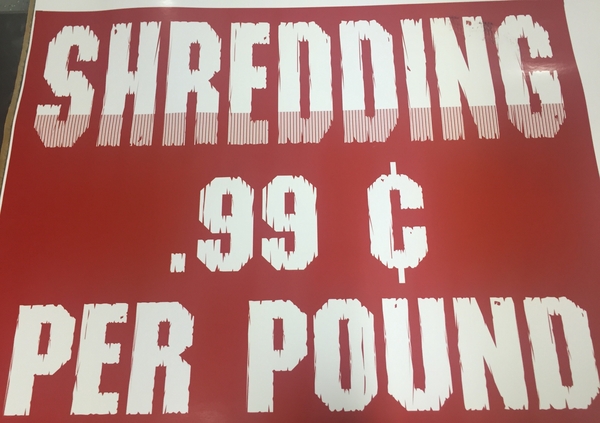 SHREDDING
.99 ¢
PER POUND